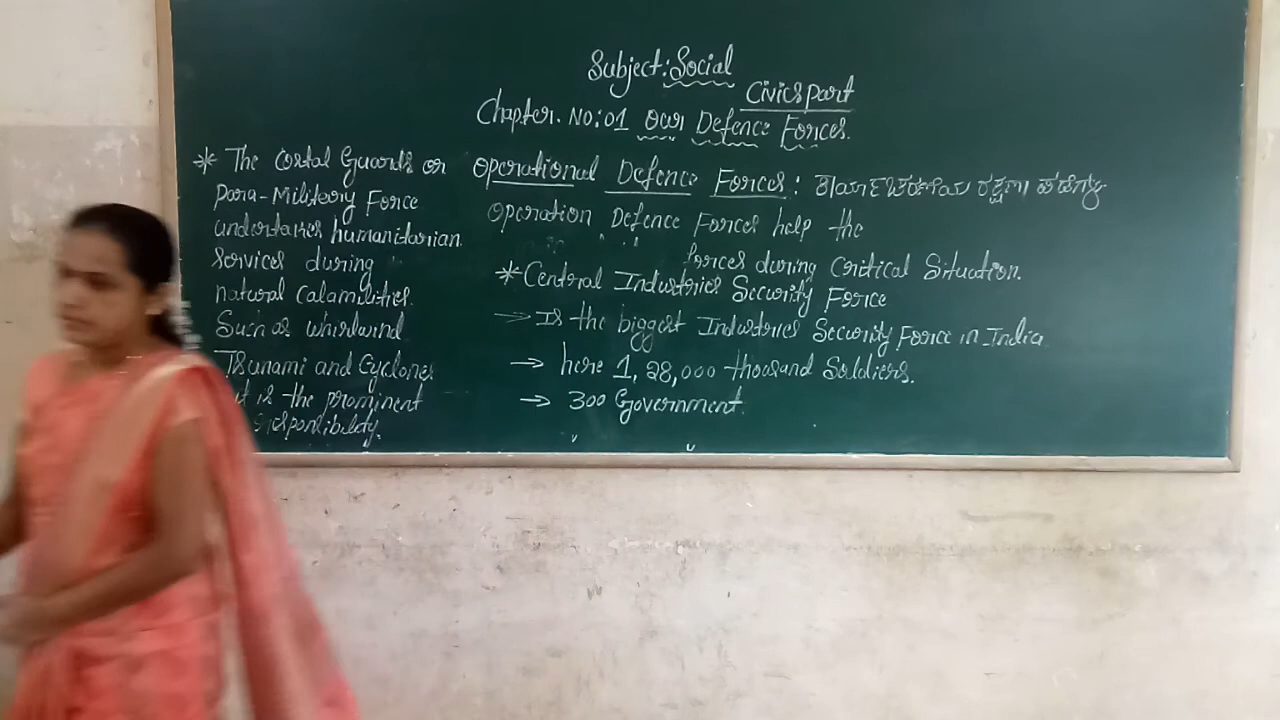 Subject: Social
Civics part
Chapter. No: 01 Our Defence Forces.
* The Costal Guards or
Para-Military Force
undertakes humanitarian
services during
natural Calamilities.
Such as whirlwind
Tsunami and Cyclones
it is the prominent
responsibility.
Operational Defence Forces: ಕಾರ್ಯಾಚರಣೆಯ ರಕ್ಷಣಾ ಪಡೆಗಳು
Operation Defence Forces help the
forces during Critical Situation.
* Central Industries Security Force
→ Is the biggest Industries Security Force in India
→ here 1,28,000 thousand Soldiers.
→ 300 Government.